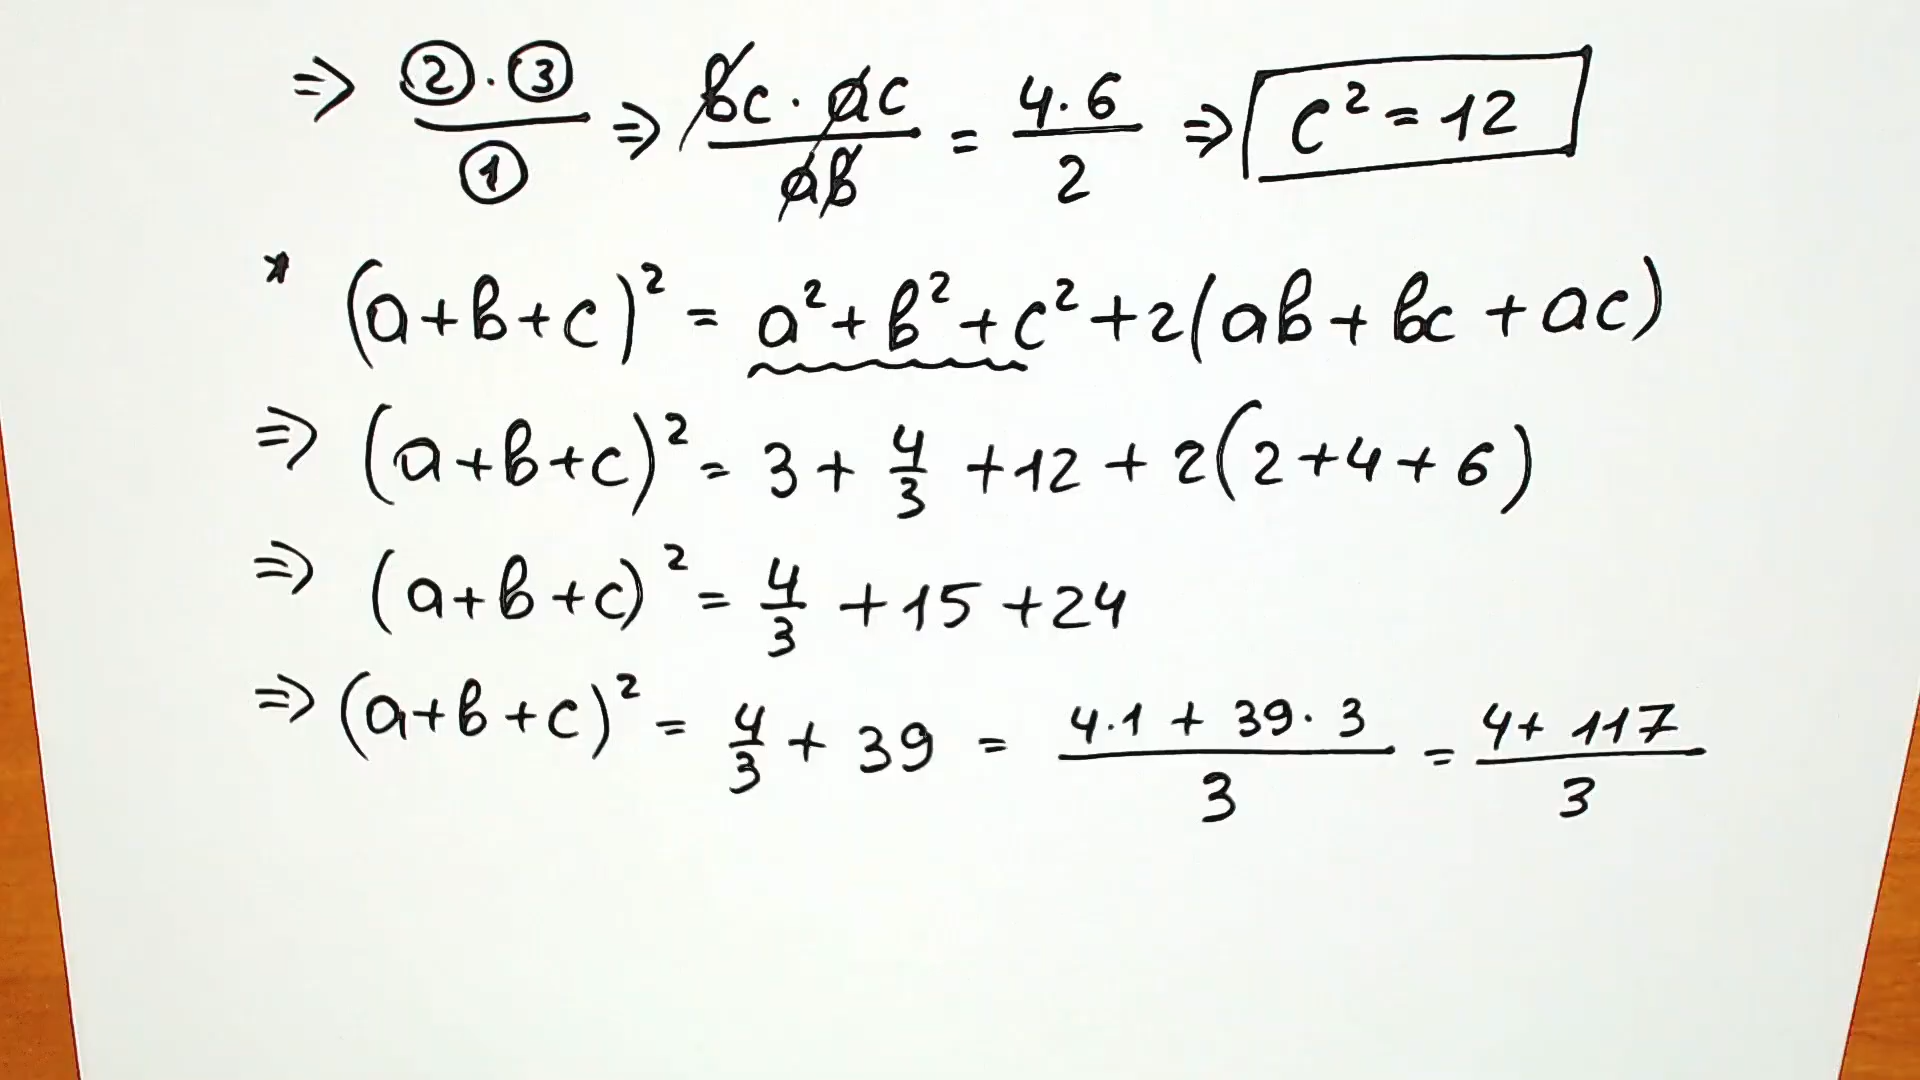 ⇒ (② · ③)/① ⇒ (bc · ac)/(ab) = (4 · 6)/2 ⇒ c² = 12
* (a+b+c)² = a² + b² + c² + 2(ab + bc + ac)
⇒ (a+b+c)² = 3 + 4/3 + 12 + 2(2+4+6)
⇒ (a+b+c)² = 4/3 + 15 + 24
⇒ (a+b+c)² = 4/3 + 39 = (4·1 + 39·3)/3 = (4+117)/3